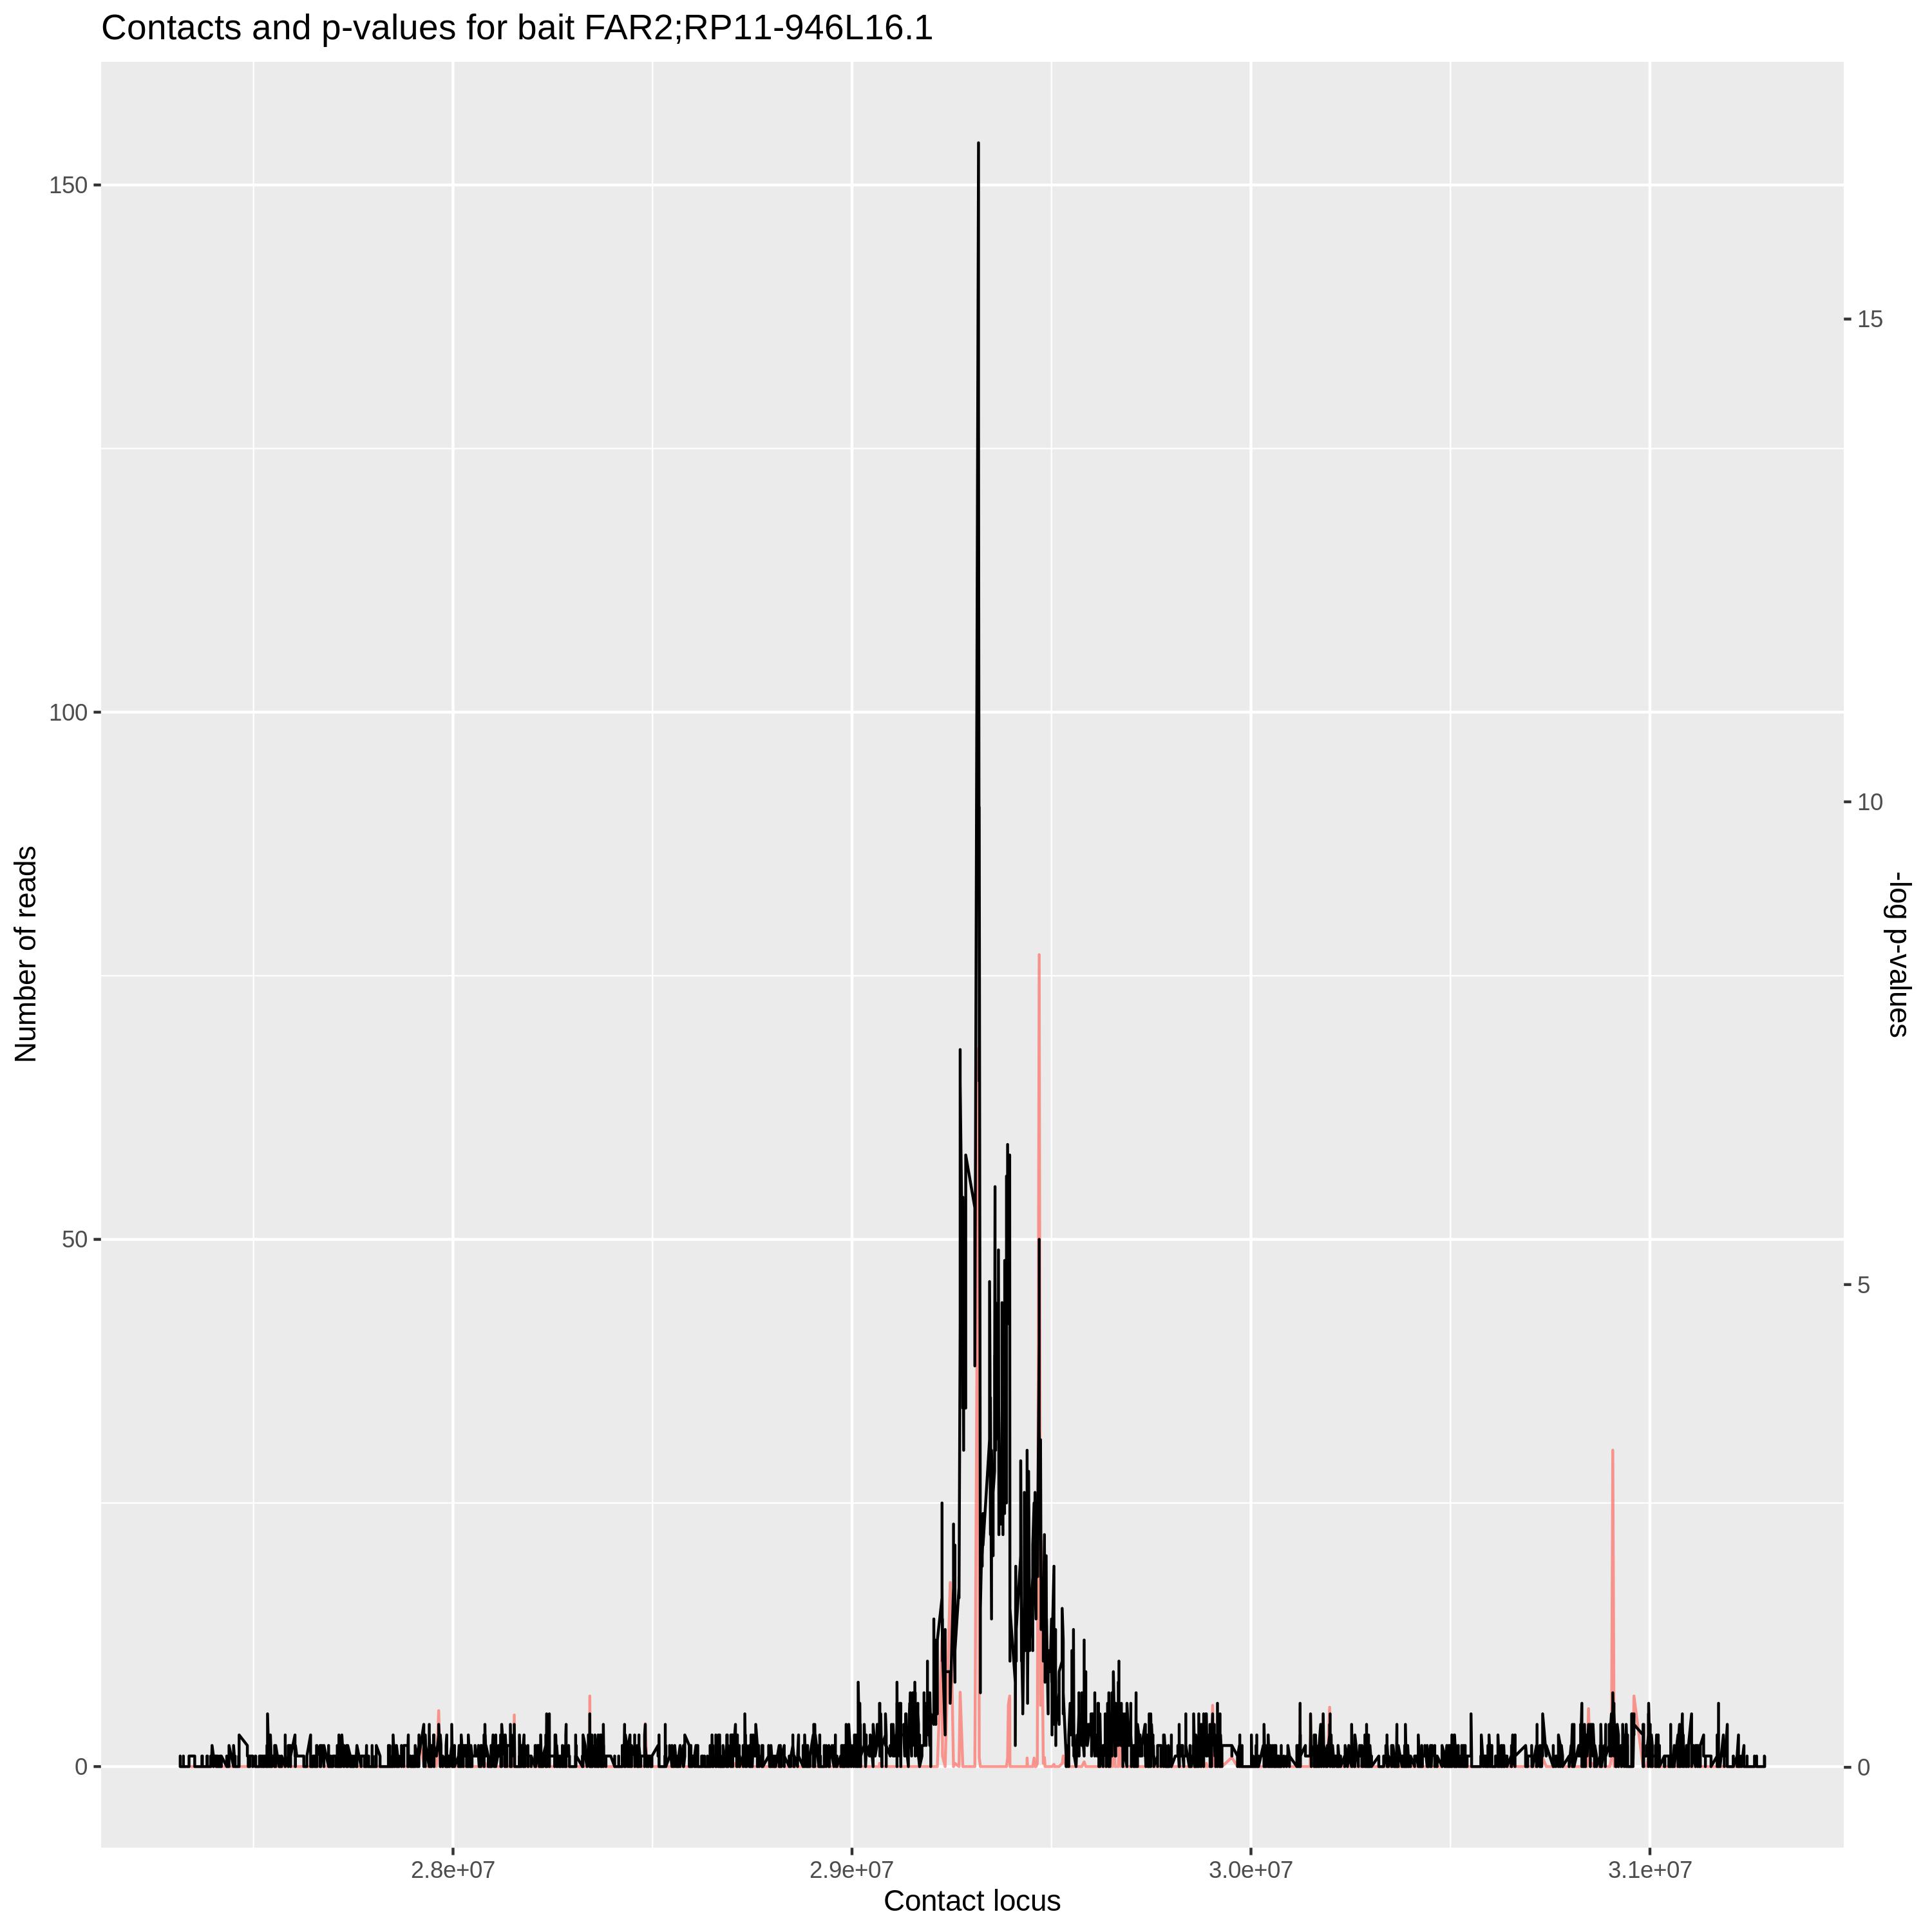 Contacts and p-values for bait FAR2;RP11-946L16.1
150
100
50
0
Number of reads
15
10
5
0
-log p-values
2.8e+07
2.9e+07
3.0e+07
3.1e+07
Contact locus